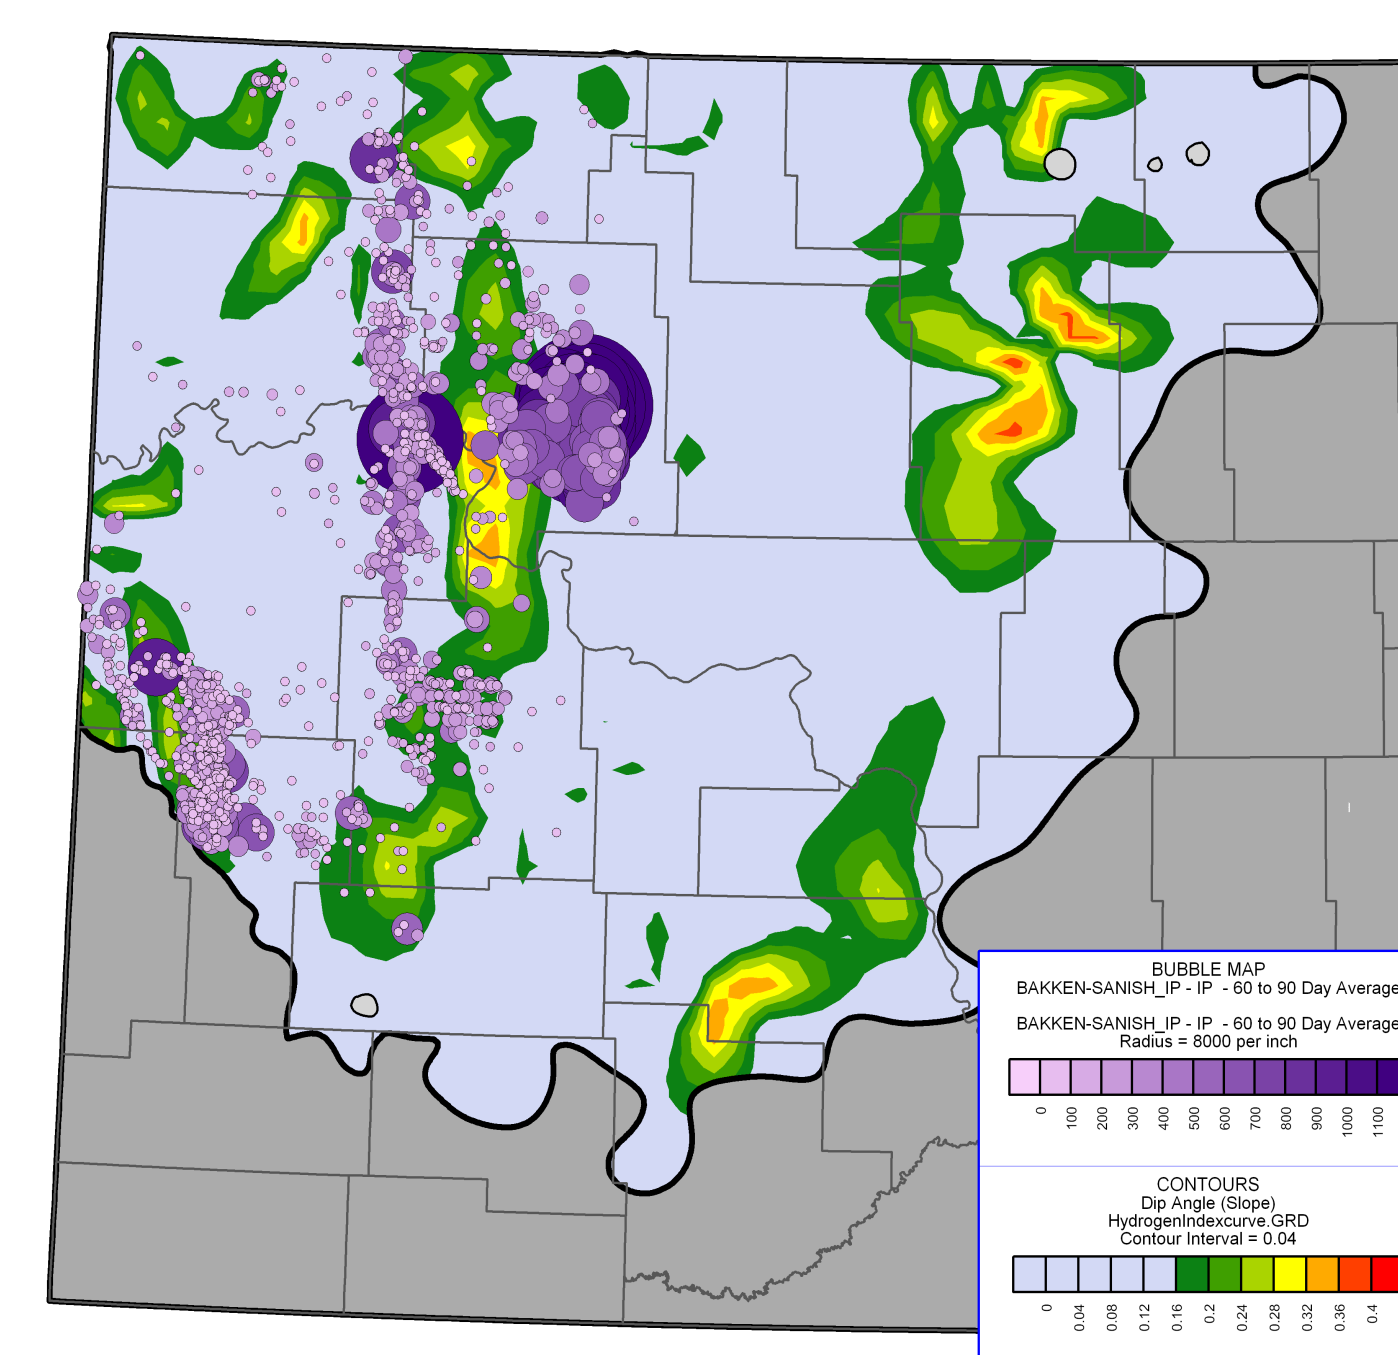 BUBBLE MAP
BAKKEN-SANISH_IP - IP - 60 to 90 Day Average
BAKKEN-SANISH_IP - IP - 60 to 90 Day Average
Radius = 8000 per inch
0 100 200 300 400 500 600 700 800 900 1000 1100
CONTOURS
Dip Angle (Slope)
HydrogenIndexcurve.GRD
Contour Interval = 0.04
0 0.04 0.08 0.12 0.16 0.2 0.24 0.28 0.32 0.36 0.4